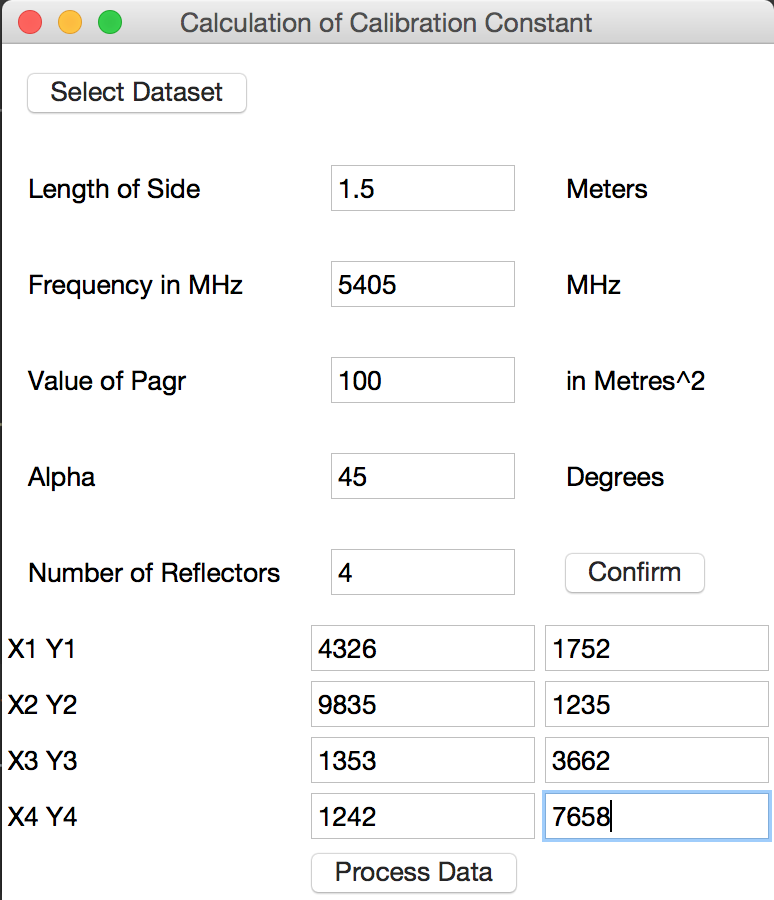 Calculation of Calibration Constant
Select Dataset
Length of Side 1.5 Meters
Frequency in MHz 5405 MHz
Value of Pagr 100 in Metres^2
Alpha 45 Degrees
Number of Reflectors 4 Confirm
X1 Y1 4326 1752
X2 Y2 9835 1235
X3 Y3 1353 3662
X4 Y4 1242 7658
Process Data